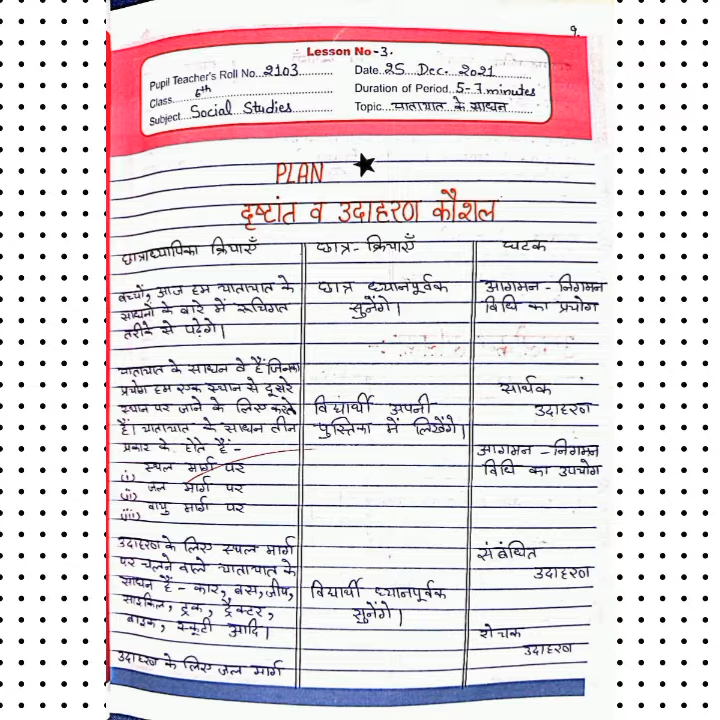 9.
Lesson No -3.
Pupil Teacher's Roll No. 2103
Date 25 Dec. 2021
Class 6th
Duration of Period 5-7 minutes
Subject Social Studies
Topic यातायात के साधन
PLAN
दृष्टांत व उदाहरण कौशल
छात्राध्यापिका क्रियाएँ
बच्चों, आज हम यातायात के
साधनों के बारे में रूचिगत
तरीके से पढ़ेगे।
यातायात के साधन वे हैं जिनका
प्रयोग हम एक स्थान से दूसरे
स्थान पर जाने के लिए करते
हैं। यातायात के साधन तीन
प्रकार के होते हैं -
(i) स्थल मार्ग पर
(ii) जल मार्ग पर
(iii) वायु मार्ग पर
उदाहरण के लिए स्थल मार्ग
पर चलने वाले यातायात के
साधन हैं - कार, बस, जीप,
साइकिल, ट्रक, ट्रैक्टर,
बाइक, स्कूटी आदि।
उदाहरण के लिए जल मार्ग
छात्र - क्रियाएँ
छात्र ध्यानपूर्वक
सुनेंगे।
विद्यार्थी अपनी
पुस्तिका में लिखेंगे।
विद्यार्थी ध्यानपूर्वक
सुनेंगे।
घटक
आगमन - निगमन
विधि का प्रयोग
सार्थक
उदाहरण
आगमन - निगमन
विधि का उपयोग
संबंधित
उदाहरण
रोचक
उदाहरण